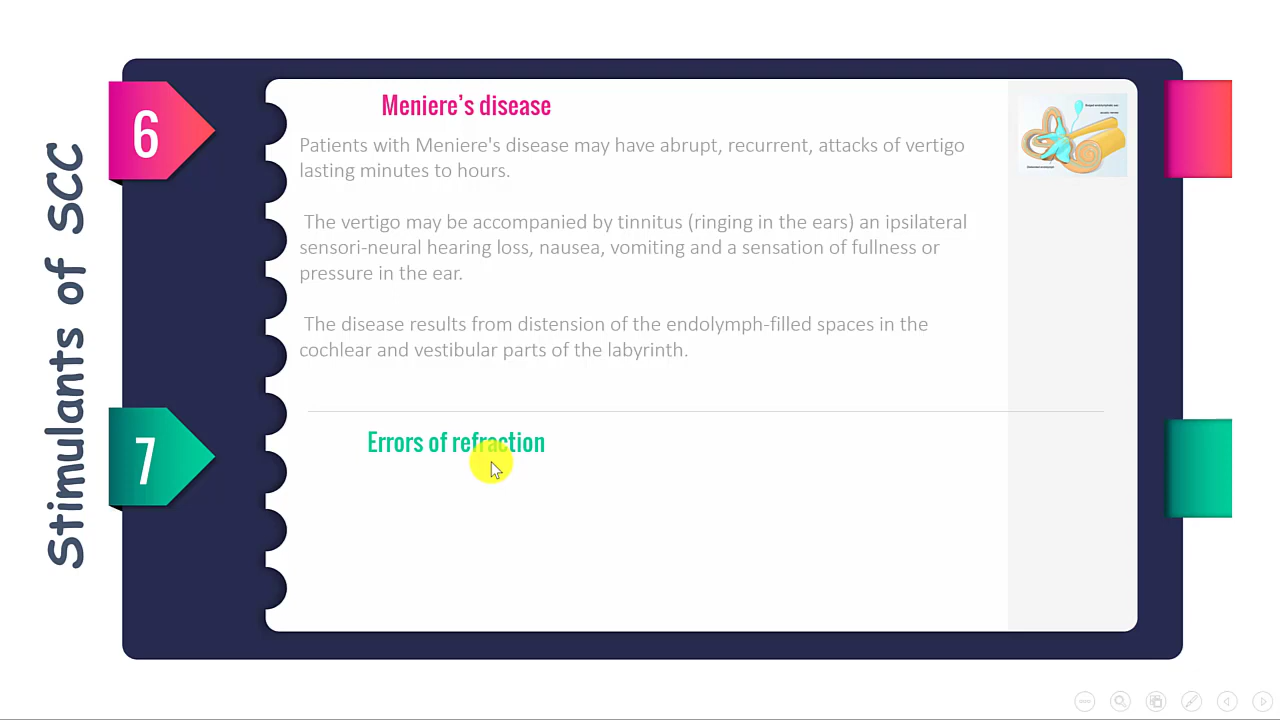 Stimulants of SCC
6
Meniere's disease
Patients with Meniere's disease may have abrupt, recurrent, attacks of vertigo
lasting minutes to hours.
The vertigo may be accompanied by tinnitus (ringing in the ears) an ipsilateral
sensori-neural hearing loss, nausea, vomiting and a sensation of fullness or
pressure in the ear.
The disease results from distension of the endolymph-filled spaces in the
cochlear and vestibular parts of the labyrinth.
7
Errors of refraction